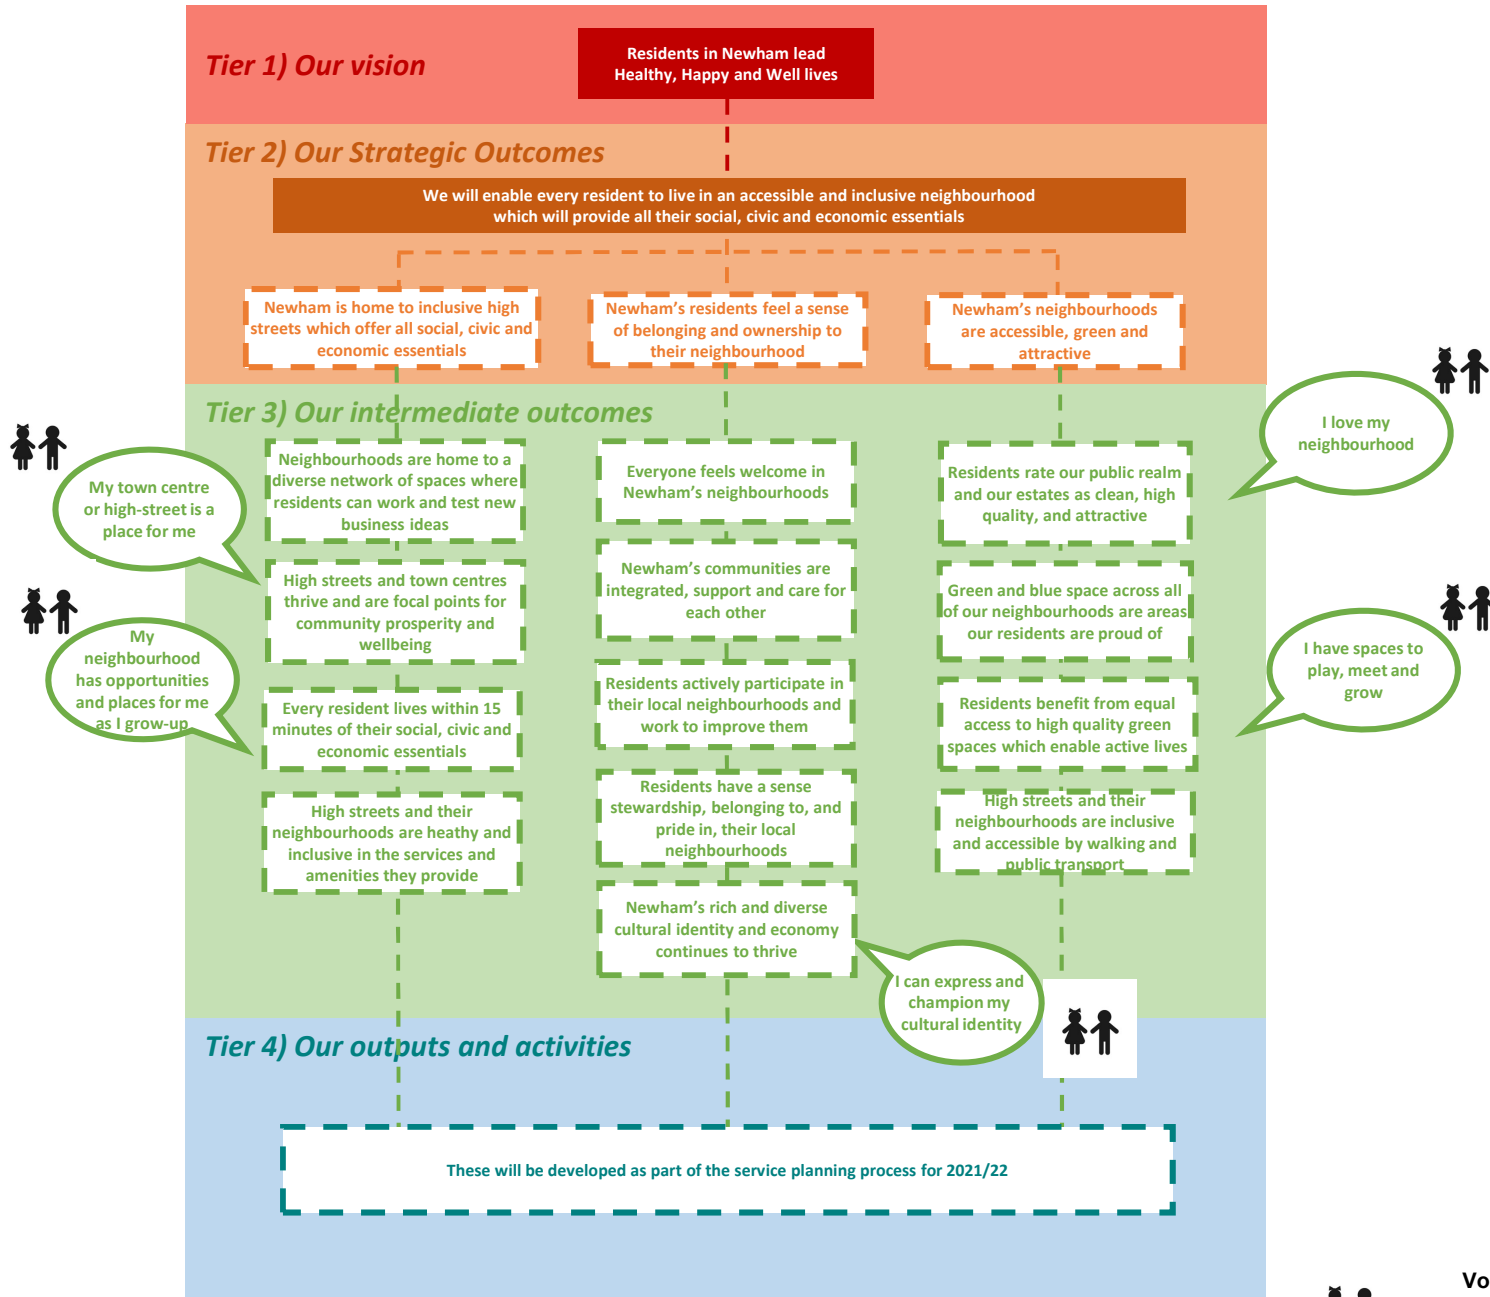 Tier 1) Our vision
Residents in Newham lead
Healthy, Happy and Well lives
Tier 2) Our Strategic Outcomes
We will enable every resident to live in an accessible and inclusive neighbourhood
which will provide all their social, civic and economic essentials
Newham is home to inclusive high
streets which offer all social, civic and
economic essentials
Newham's residents feel a sense
of belonging and ownership to
their neighbourhood
Newham's neighbourhoods
are accessible, green and
attractive
Tier 3) Our intermediate outcomes
Neighbourhoods are home to a
diverse network of spaces where
residents can work and test new
business ideas
High streets and town centres
thrive and are focal points for
community prosperity and
wellbeing
Every resident lives within 15
minutes of their social, civic and
economic essentials
High streets and their
neighbourhoods are heathy and
inclusive in the services and
amenities they provide
Everyone feels welcome in
Newham's neighbourhoods
Newham's communities are
integrated, support and care for
each other
Residents actively participate in
their local neighbourhoods and
work to improve them
Residents have a sense
stewardship, belonging to, and
pride in, their local
neighbourhoods
Newham's rich and diverse
cultural identity and economy
continues to thrive
Residents rate our public realm
and our estates as clean, high
quality, and attractive
Green and blue space across all
of our neighbourhoods are areas
our residents are proud of
Residents benefit from equal
access to high quality green
spaces which enable active lives
High streets and their
neighbourhoods are inclusive
and accessible by walking and
public transport
My town centre
or high-street is a
place for me
My
neighbourhood
has opportunities
and places for me
as I grow-up
I love my
neighbourhood
I have spaces to
play, meet and
grow
I can express and
champion my
cultural identity
Tier 4) Our outputs and activities
These will be developed as part of the service planning process for 2021/22
Vo